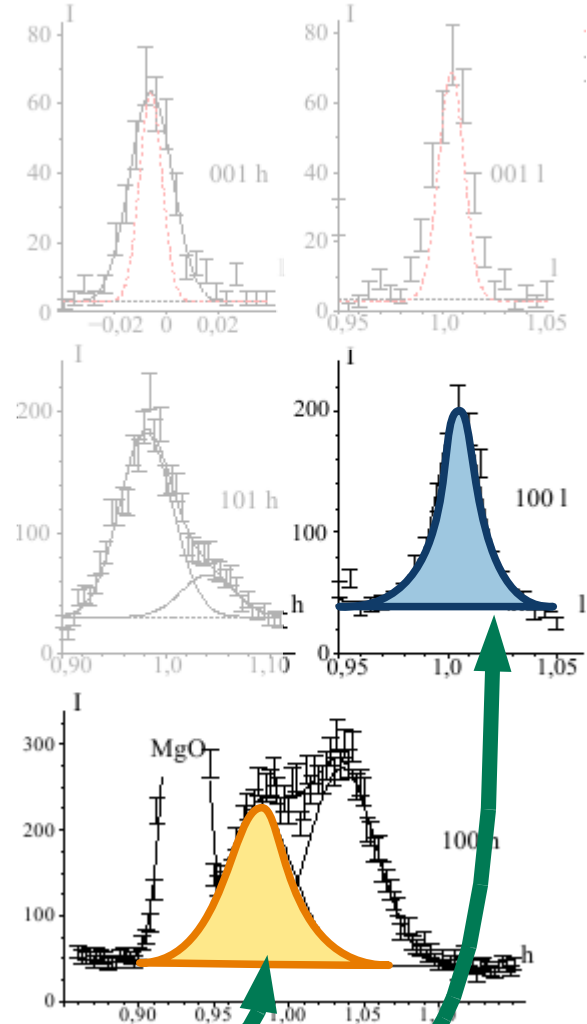 I I
80 80
60 60
40 001 h 40 001 l
20 20
l
0 0
−0,02 0 0,02 0,95 1,0 1,05
I I
200 200
101 h 100 l
100 100
h l
0 0
0,90 1,0 1,10 0,95 1,0 1,05
I
300 MgO
200
100 h
100
h
0
0,90 0,95 1,00 1,05